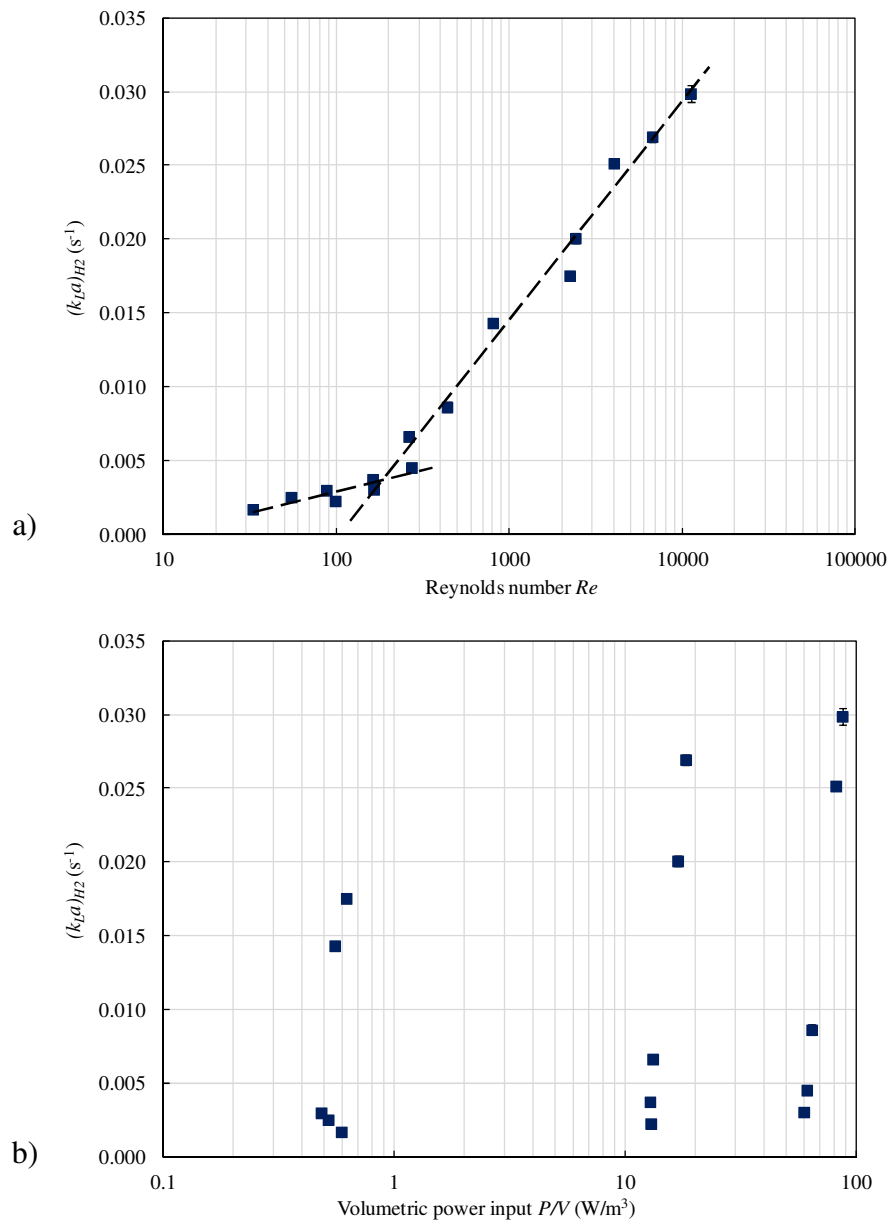 0.035
0.030
0.025
0.020
0.015
0.010
0.005
0.000
(kLa)H2 (s-1)
a)
10 100 1000 10000 100000
Reynolds number Re
0.035
0.030
0.025
0.020
0.015
0.010
0.005
0.000
(kLa)H2 (s-1)
b)
0.1 1 10 100
Volumetric power input P/V (W/m3)